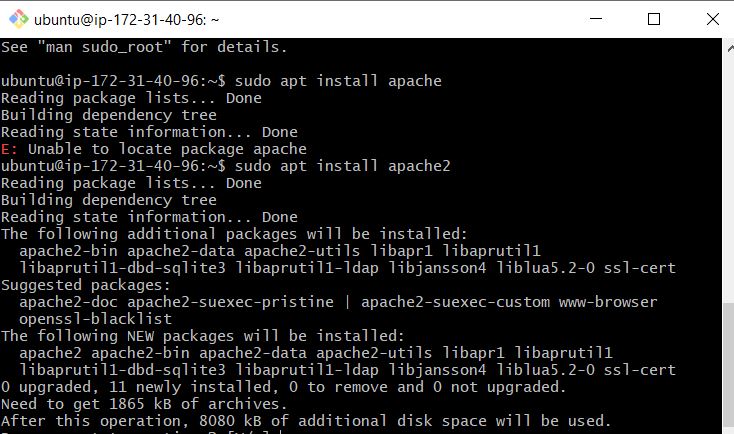 ubuntu@ip-172-31-40-96: ~
See "man sudo_root" for details.
ubuntu@ip-172-31-40-96:~$ sudo apt install apache
Reading package lists... Done
Building dependency tree
Reading state information... Done
E: Unable to locate package apache
ubuntu@ip-172-31-40-96:~$ sudo apt install apache2
Reading package lists... Done
Building dependency tree
Reading state information... Done
The following additional packages will be installed:
  apache2-bin apache2-data apache2-utils libapr1 libaprutil1
  libaprutil1-dbd-sqlite3 libaprutil1-ldap libjansson4 liblua5.2-0 ssl-cert
Suggested packages:
  apache2-doc apache2-suexec-pristine | apache2-suexec-custom www-browser
  openssl-blacklist
The following NEW packages will be installed:
  apache2 apache2-bin apache2-data apache2-utils libapr1 libaprutil1
  libaprutil1-dbd-sqlite3 libaprutil1-ldap libjansson4 liblua5.2-0 ssl-cert
0 upgraded, 11 newly installed, 0 to remove and 0 not upgraded.
Need to get 1865 kB of archives.
After this operation, 8080 kB of additional disk space will be used.